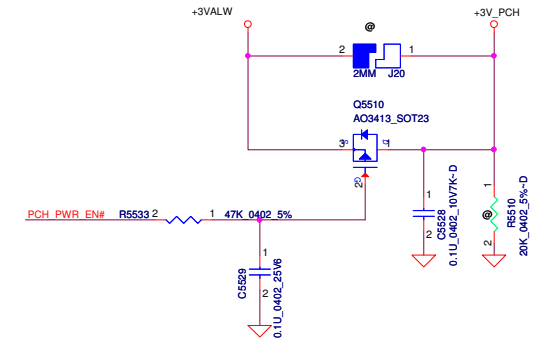 +3VALW
+3V_PCH
@
2
1
2MM
J20
Q5510
AO3413_SOT23
3
S
D
1
G
2
PCH_PWR_EN#
R5533
2
1
47K_0402_5%
1
2
C5529
0.1U_0402_25V6
1
2
C5528
0.1U_0402_10V7K~D
1
@
2
R5510
20K_0402_5%~D